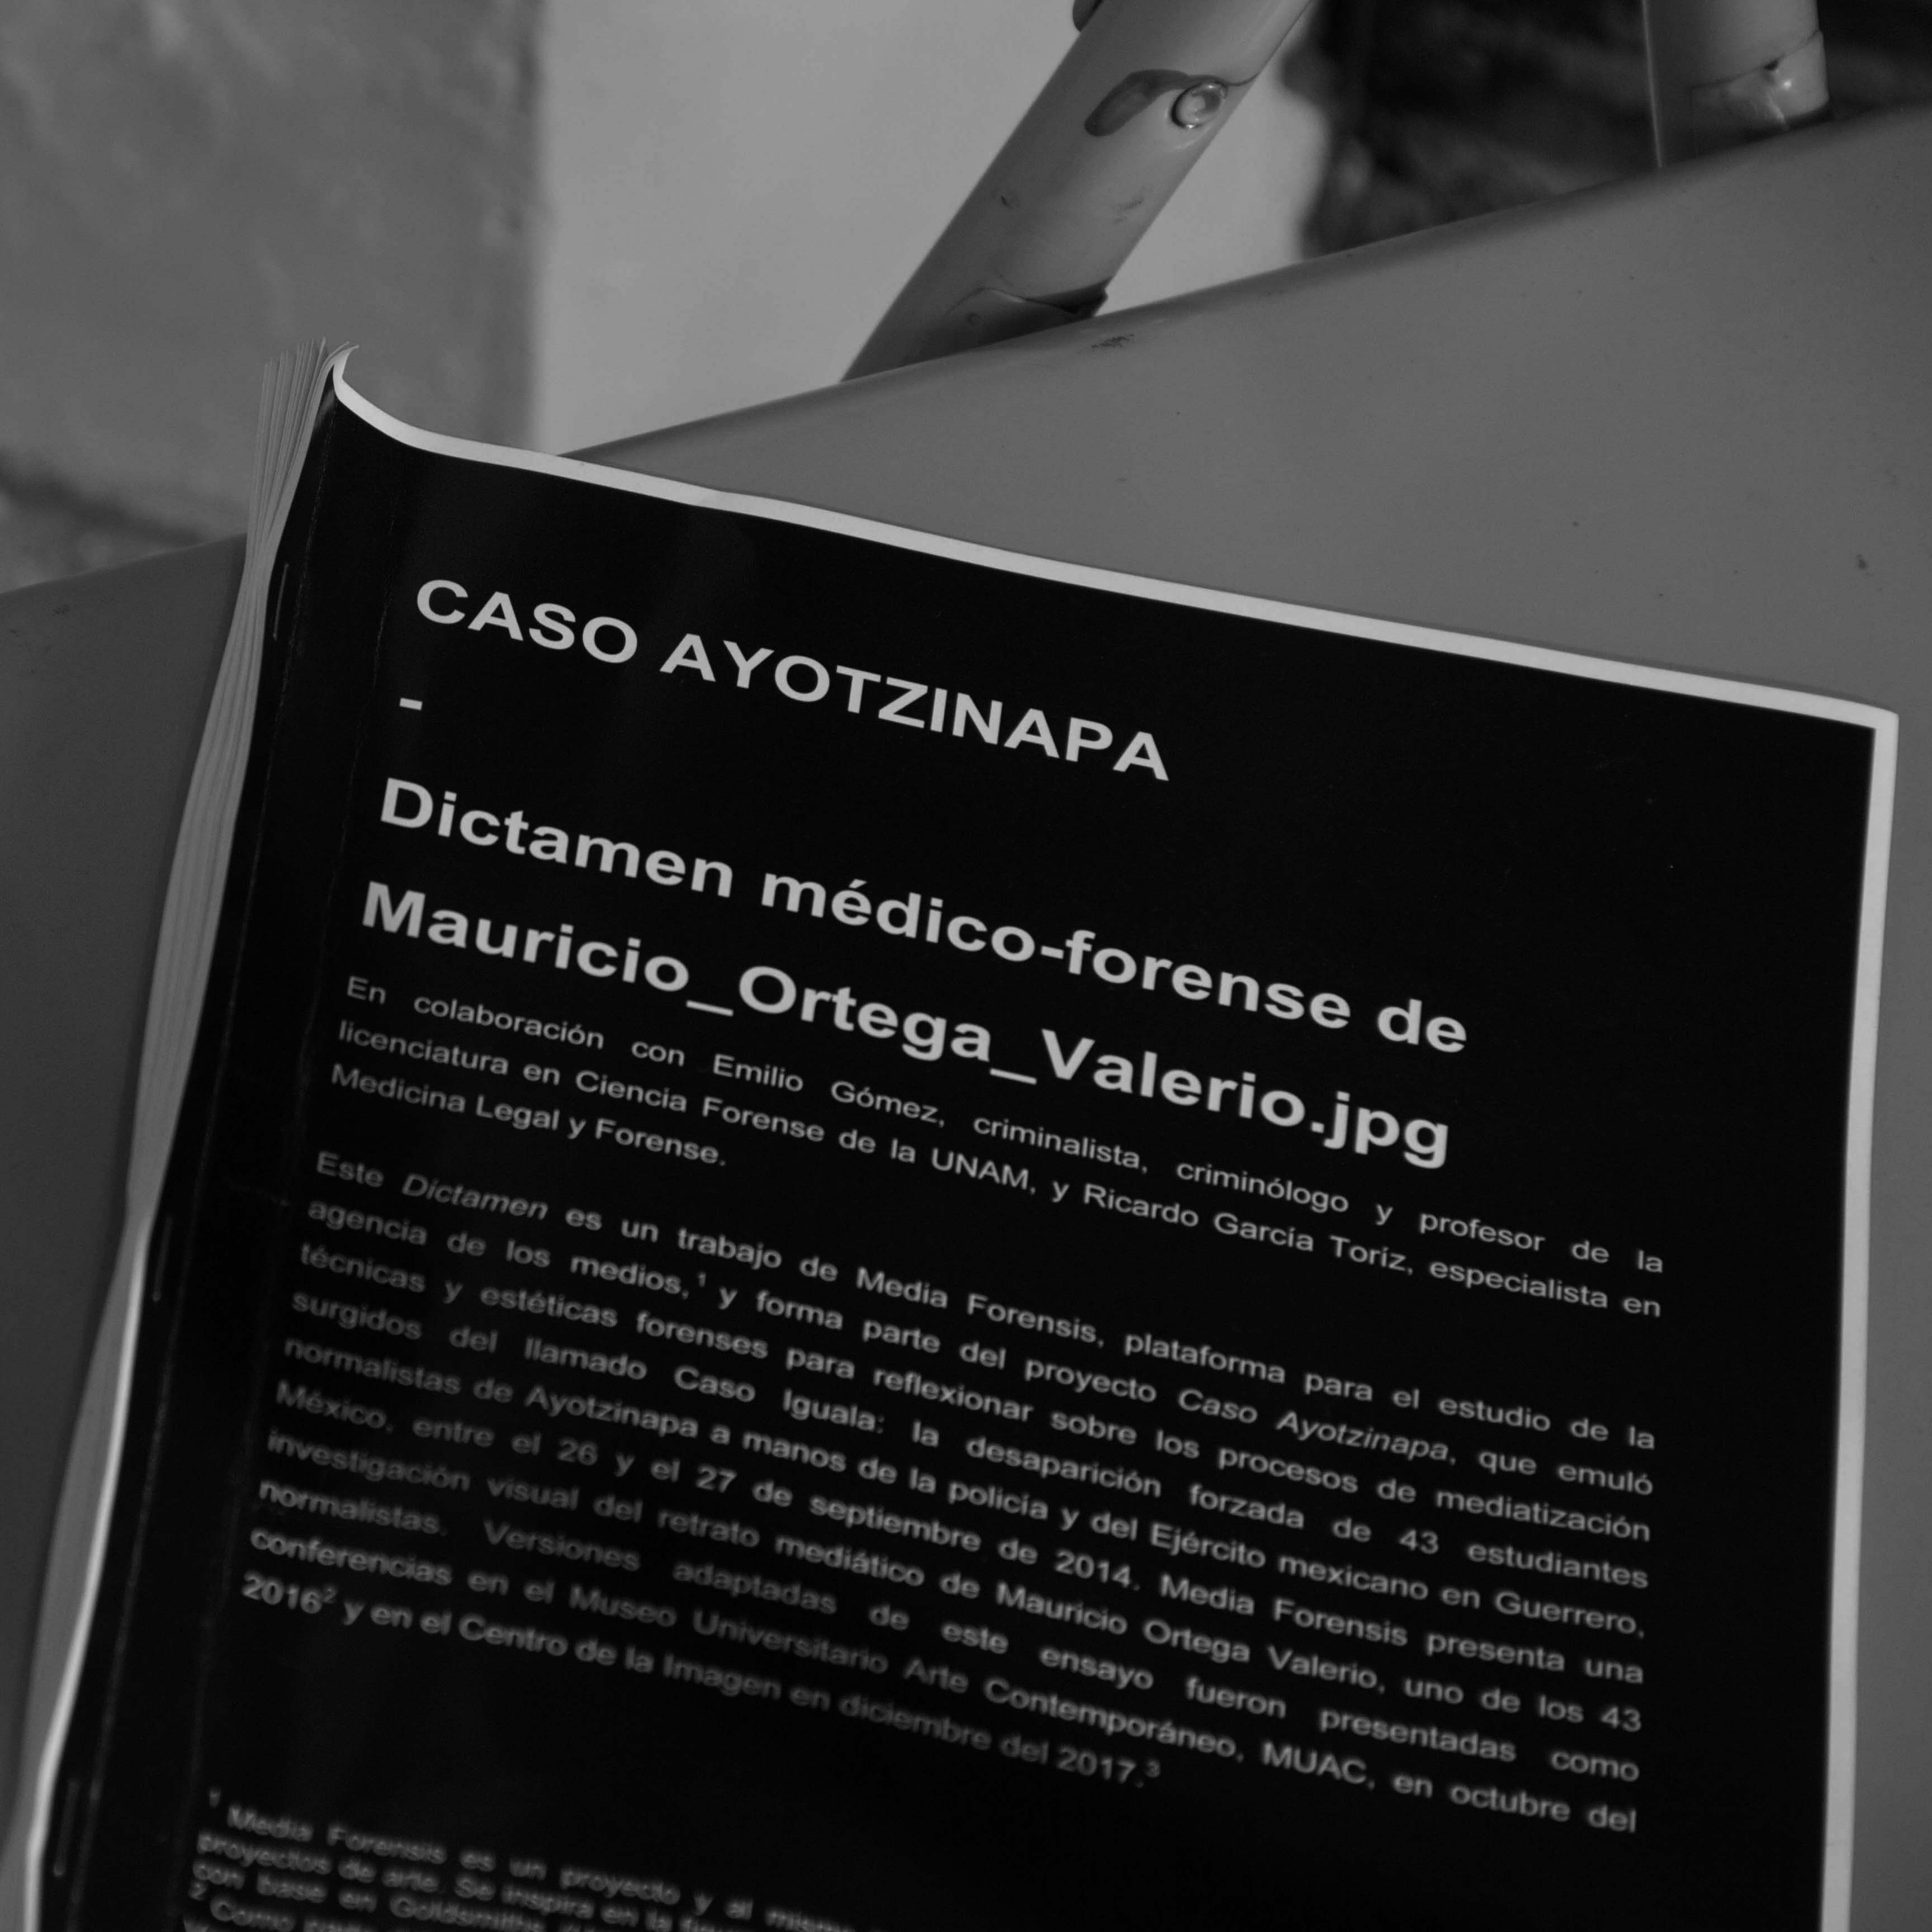 CASO AYOTZINAPA
-
Dictamen médico-forense de
Mauricio_Ortega_Valerio.jpg
En colaboración con Emilio Gómez, criminalista, criminólogo y profesor de la
licenciatura en Ciencia Forense de la UNAM, y Ricardo García Toríz, especialista en
Medicina Legal y Forense.
Este Dictamen es un trabajo de Media Forensis, plataforma para el estudio de la
agencia de los medios,¹ y forma parte del proyecto Caso Ayotzinapa, que emuló
técnicas y estéticas forenses para reflexionar sobre los procesos de mediatización
surgidos del llamado Caso Iguala: la desaparición forzada de 43 estudiantes
normalistas de Ayotzinapa a manos de la policía y del Ejército mexicano en Guerrero,
México, entre el 26 y el 27 de septiembre de 2014. Media Forensis presenta una
investigación visual del retrato mediático de Mauricio Ortega Valerio, uno de los 43
normalistas. Versiones adaptadas de este ensayo fueron presentadas como
conferencias en el Museo Universitario Arte Contemporáneo, MUAC, en octubre del
2016² y en el Centro de la Imagen en diciembre del 2017.³
¹ Media Forensis es un proyecto y al
proyectos de arte. Se inspira en la
con base en Goldsmiths
² Como parte